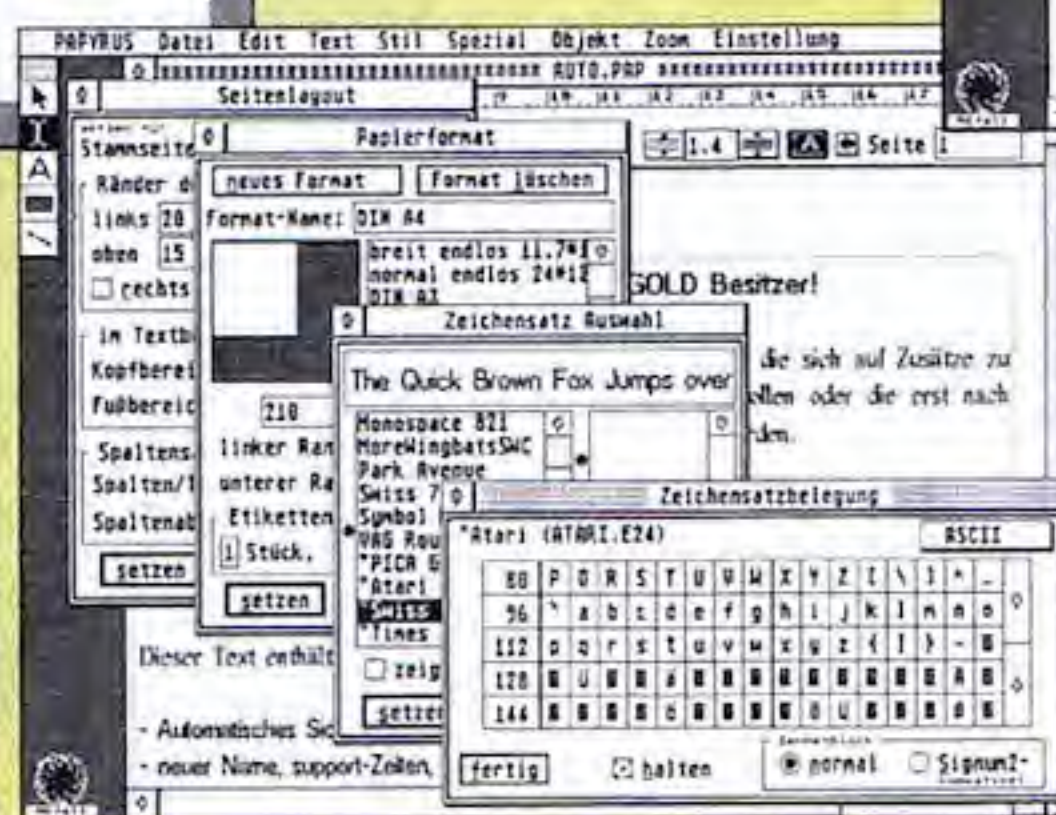 PAPYRUS Datei Edit Text Stil Spezial Objekt Zoom Einstellung
AUTO.PAP
Seitenlayout
Stammseite
Ränder
links 20
oben 15
rechts
im Textb
Kopfberei
Fußbereic
Spaltens
Spalten/
Spaltenab
setzen
Papierformat
neues Format
Format löschen
Format-Name: DIN A4
breit endlos 11.7*
normal endlos 24*12
DIN A3
210
linker Ran
unterer Ra
Etiketten
1 Stück.
setzen
1.4
Seite 1
GOLD Besitzer!
die sich auf Zusätze zu
ollen oder die erst nach
den.
Zeichensatz Auswahl
The Quick Brown Fox Jumps over
Monospace 821
MoreWingbatsSWC
Park Avenue
Swiss 7
Symbol
VAG Rou
*PICA
*Atari
*Swiss
*Times
zeig
setzen
Zeichensatzbelegung
*Atari (ATARI.E24)
ASCII
80 P Q R S T U V W X Y Z [ \ ] ^ _
96 ` a b c d e f g h i j k l m n o
112 p q r s t u v w x y z { | } ~
128
144
fertig
halten
normal
Signum2-
Dieser Text enthält
- Automatisches Sic
- neuer Name, support-Zeilen,